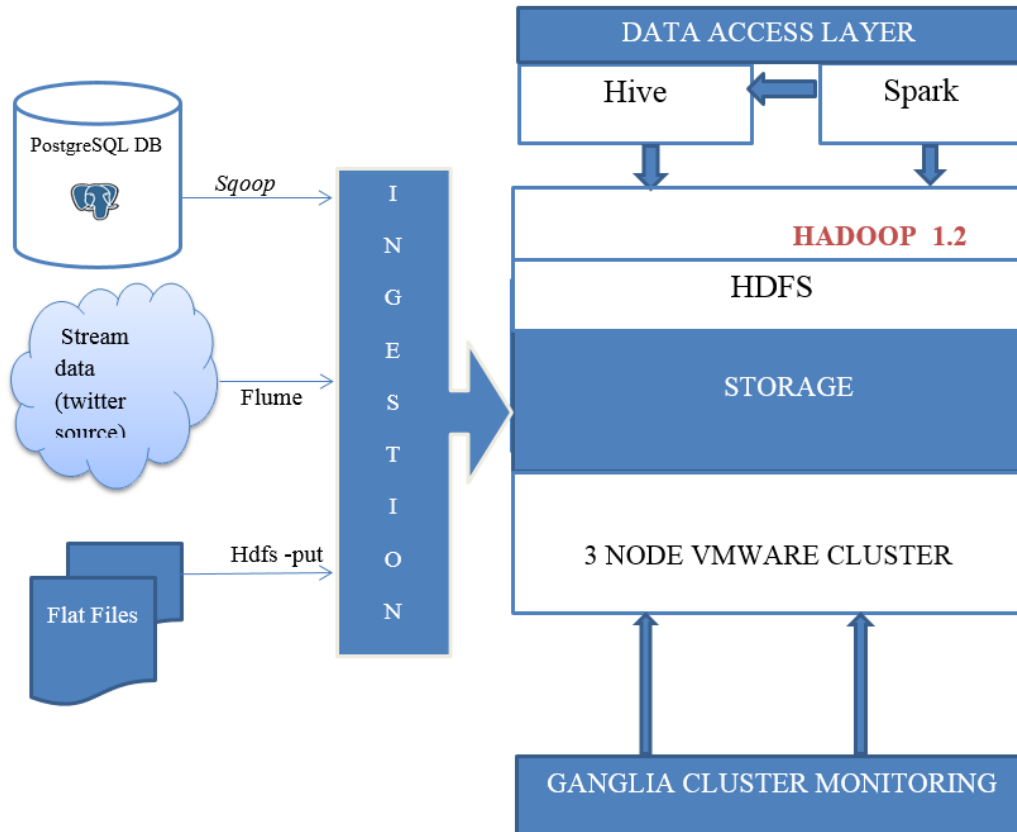 DATA ACCESS LAYER
Hive
Spark
PostgreSQL DB
Sqoop
Stream
data
(twitter
source)
Flume
Hdfs -put
Flat Files
I
N
G
E
S
T
I
O
N
HADOOP 1.2
HDFS
STORAGE
3 NODE VMWARE CLUSTER
GANGLIA CLUSTER MONITORING